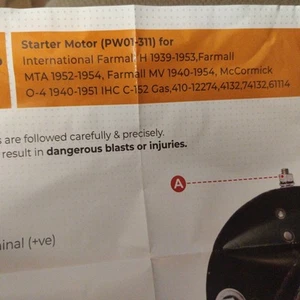 Starter Motor (PW01-311) for
International Farmall H 1939-1953,Farmall
MTA 1952-1954, Farmall MV 1940-1954, McCormick
O-4 1940-1951 IHC C-152 Gas,410-12274,4132,74132,61114
s are followed carefully & precisely.
result in dangerous blasts or injuries.
A
inal (+ve)